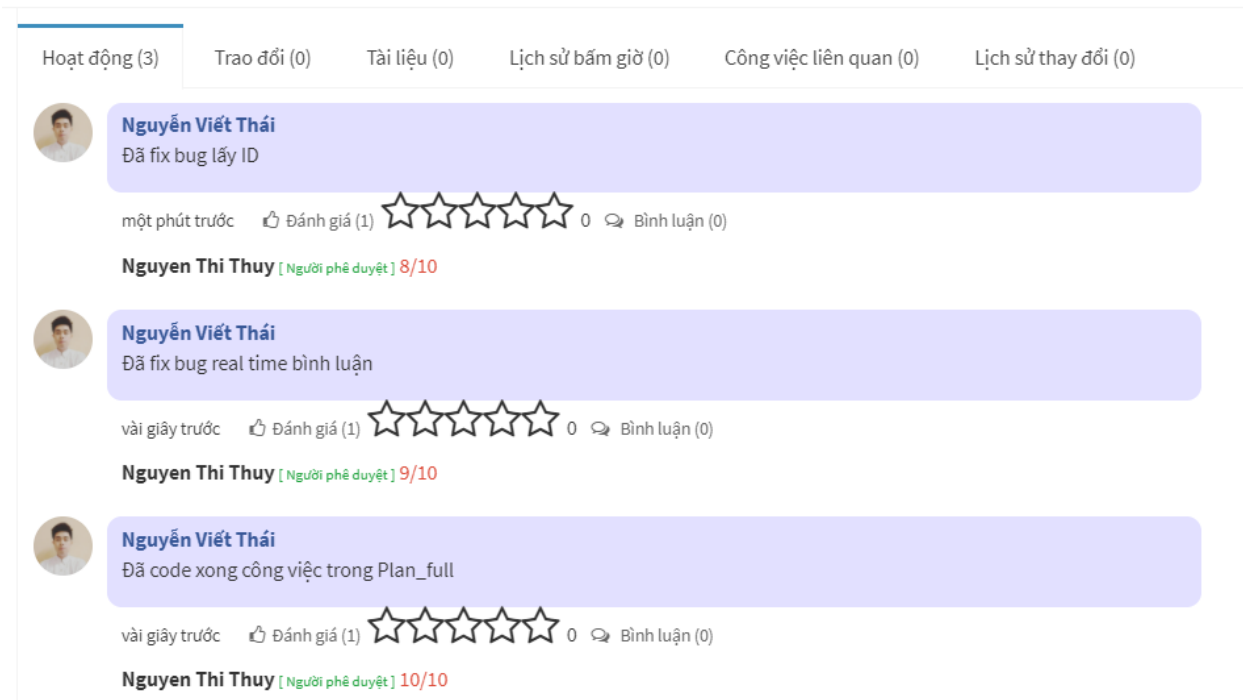 Hoạt động (3) Trao đổi (0) Tài liệu (0) Lịch sử bấm giờ (0) Công việc liên quan (0) Lịch sử thay đổi (0)
Nguyễn Viết Thái
Đã fix bug lấy ID
một phút trước Đánh giá (1) 0 Bình luận (0)
Nguyen Thi Thuy [ Người phê duyệt ] 8/10
Nguyễn Viết Thái
Đã fix bug real time bình luận
vài giây trước Đánh giá (1) 0 Bình luận (0)
Nguyen Thi Thuy [ Người phê duyệt ] 9/10
Nguyễn Viết Thái
Đã code xong công việc trong Plan_full
vài giây trước Đánh giá (1) 0 Bình luận (0)
Nguyen Thi Thuy [ Người phê duyệt ] 10/10